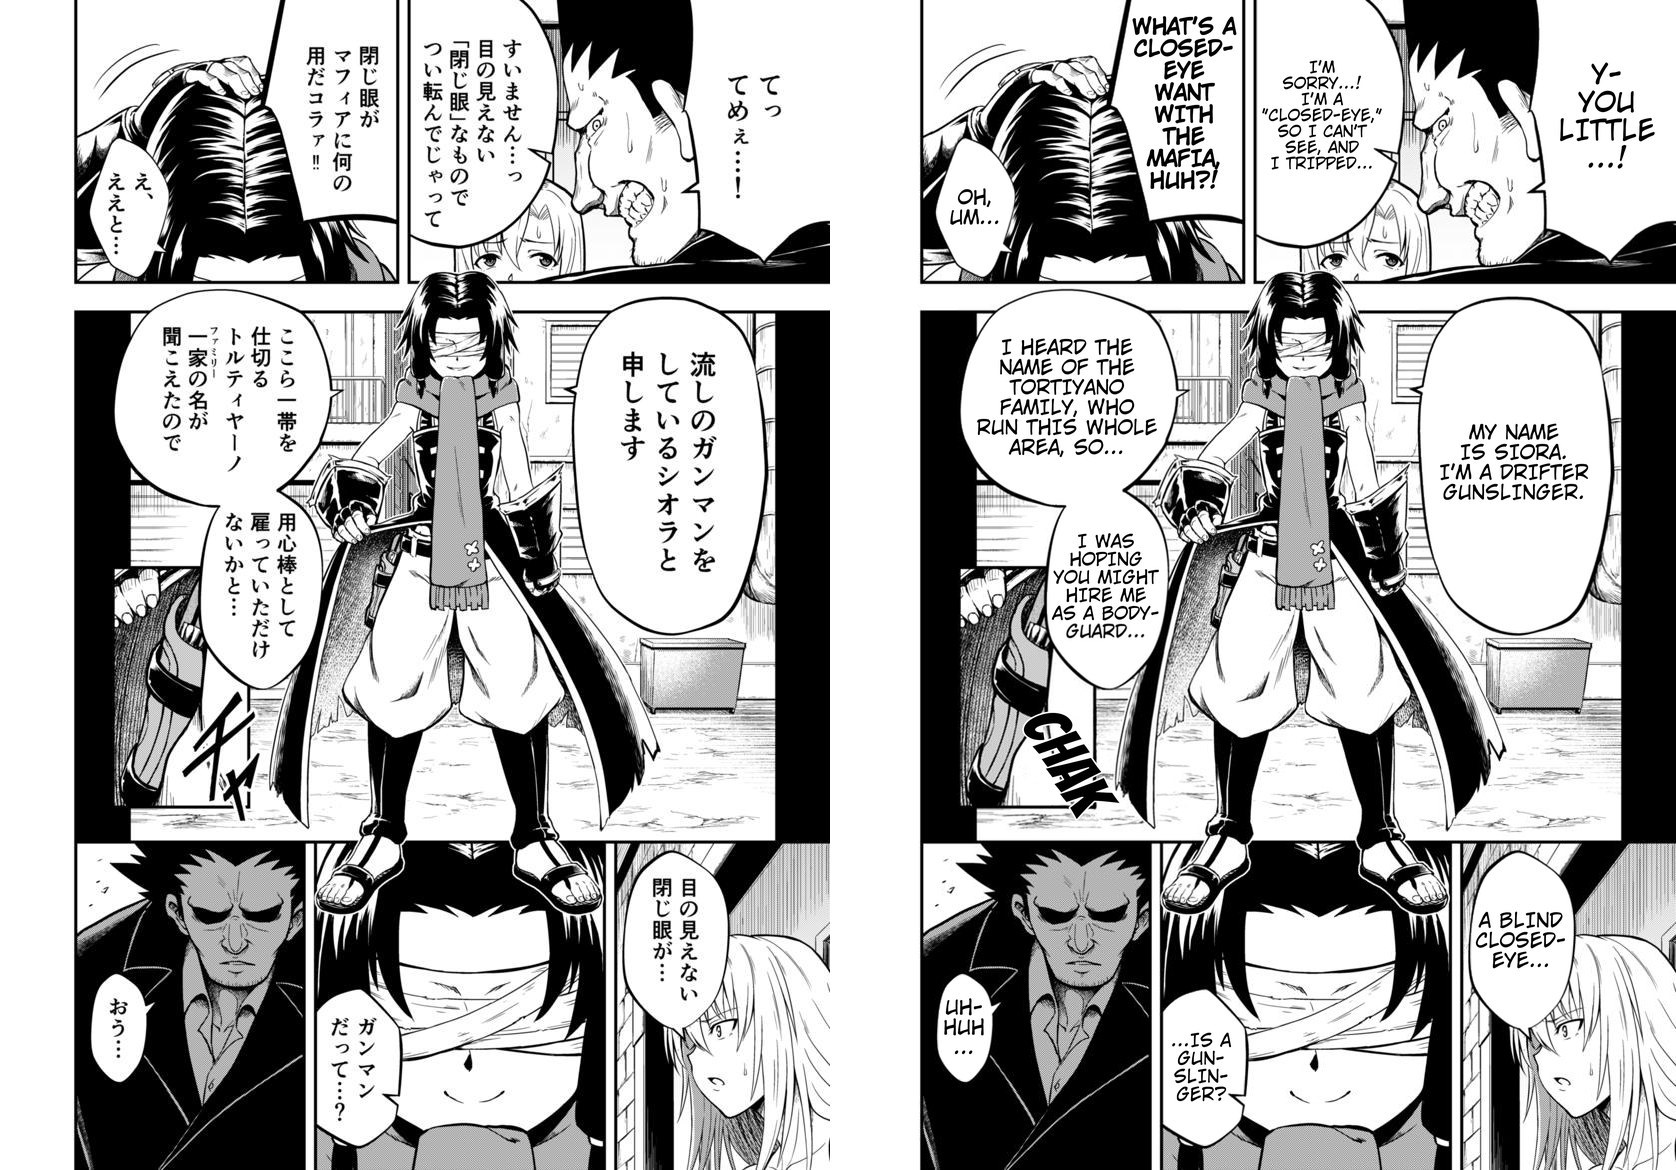 てっ
てめぇ…!
すいません…っ
目の見えない
「閉じ眼」なもので
つい転んでじゃって
閉じ眼が
マフィアに何の
用だコラァ!!
え、
ええと…
流しのガンマンを
しているシオラと
申します
ここら一帯を
仕切る
トルティヤーノ
ファミリー
一家の名が
聞こえたので
用心棒として
雇っていただけ
ないかと…
チャ
目の見えない
閉じ眼が…
ガンマン
だって…?
おう…
Y-
YOU
LITTLE
...!
I'M
SORRY...!
I'M A
"CLOSED-EYE,"
SO I CAN'T
SEE, AND
I TRIPPED...
WHAT'S A
CLOSED-
EYE
WANT
WITH
THE
MAFIA,
HUH?!
OH,
UM...
MY NAME
IS SIORA.
I'M A DRIFTER
GUNSLINGER.
I HEARD THE
NAME OF THE
TORTIYANO
FAMILY, WHO
RUN THIS WHOLE
AREA, SO...
I WAS
HOPING
YOU MIGHT
HIRE ME
AS A BODY-
GUARD...
CHAK
A BLIND
CLOSED-
EYE...
...IS A
GUN-
SLIN-
GER?
UH-
HUH
...